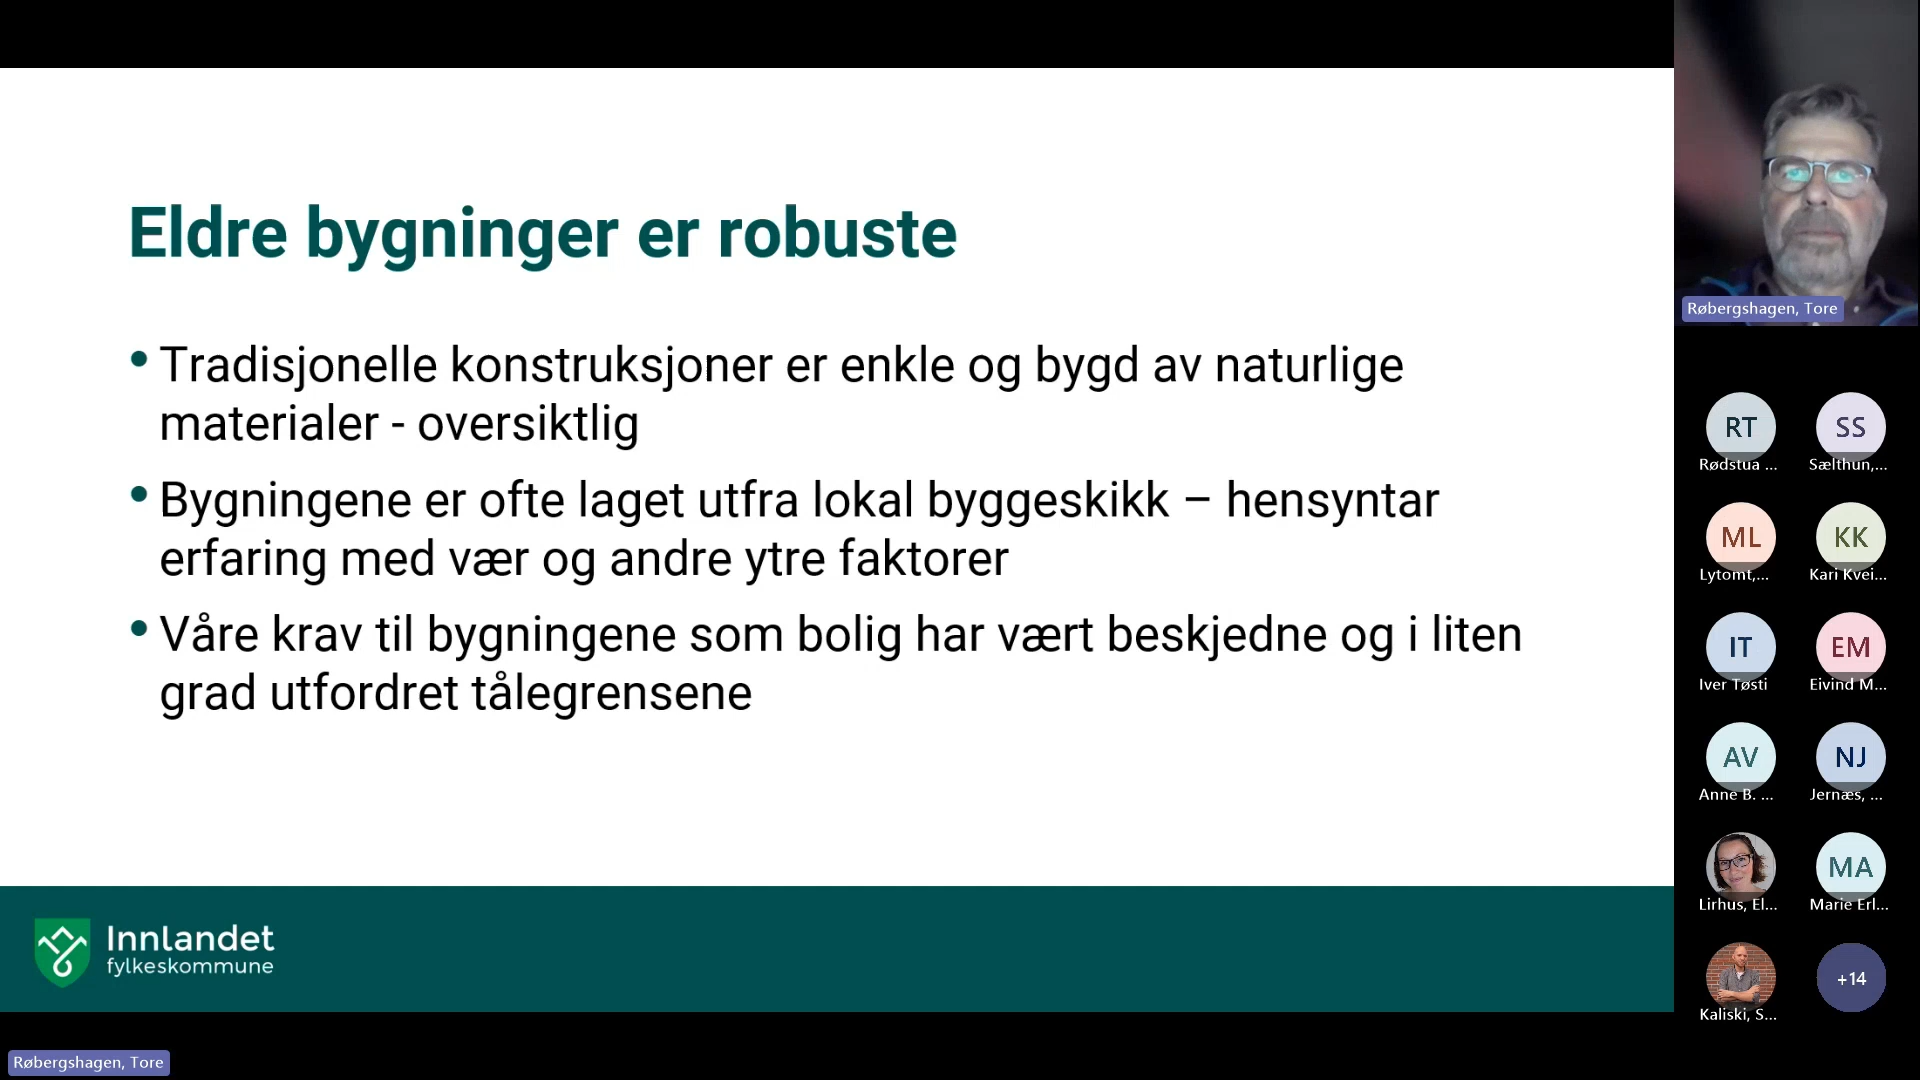 Eldre bygninger er robuste
• Tradisjonelle konstruksjoner er enkle og bygd av naturlige
materialer - oversiktlig
• Bygningene er ofte laget utfra lokal byggeskikk – hensyntar
erfaring med vær og andre ytre faktorer
• Våre krav til bygningene som bolig har vært beskjedne og i liten
grad utfordret tålegrensene
Innlandet
fylkeskommune
Røbergshagen, Tore
Røbergshagen, Tore
RT
Rødstua ...
SS
Sælthun,...
ML
Lytomt,...
KK
Kari Kvei...
IT
Iver Tøsti
EM
Eivind M...
AV
Anne B. ...
NJ
Jernæs, ...
Lirhus, El...
MA
Marie Erl...
Kaliski, S...
+14